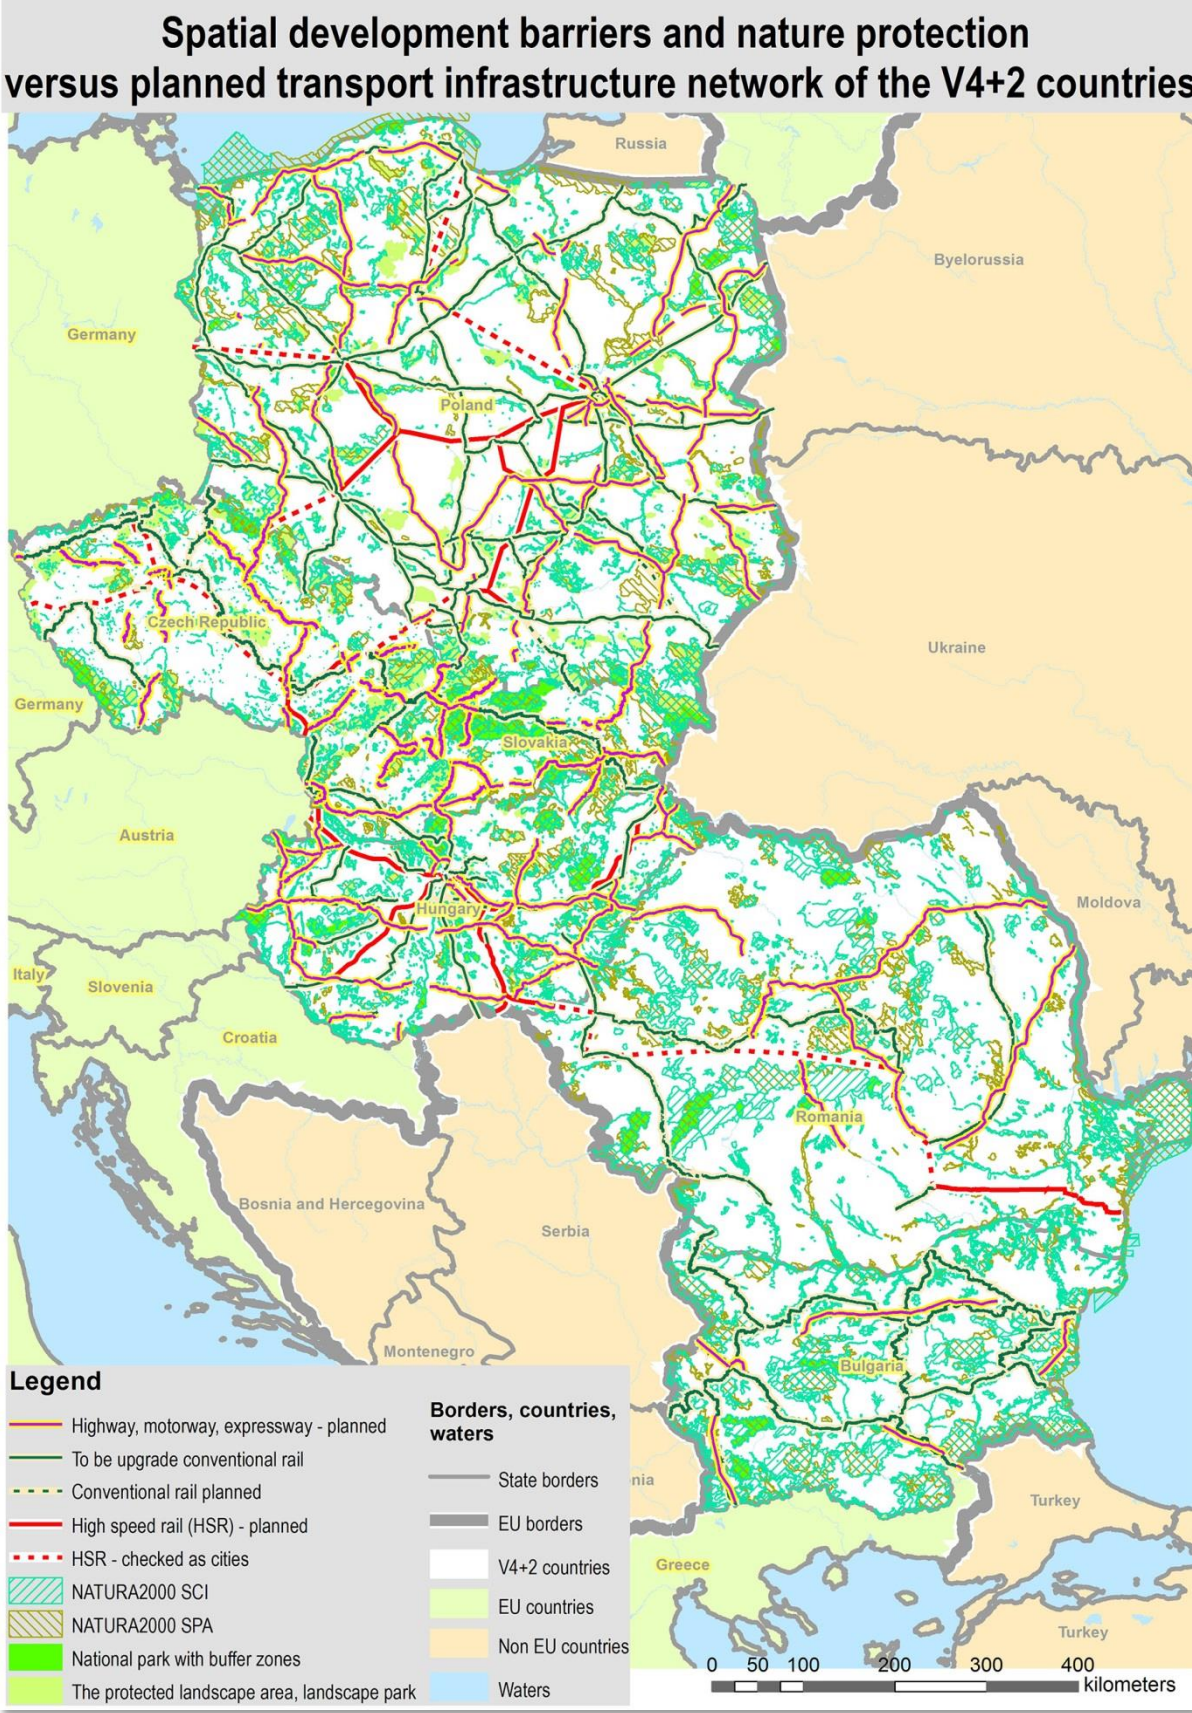 Spatial development barriers and nature protection
versus planned transport infrastructure network of the V4+2 countries
Russia
Byelorussia
Germany
Poland
Czech Republic
Ukraine
Germany
Slovakia
Austria
Hungary
Moldova
Italy
Slovenia
Croatia
Romania
Bosnia and Hercegovina
Serbia
Montenegro
Bulgaria
nia
Turkey
Greece
Turkey
Legend
Highway, motorway, expressway - planned
To be upgrade conventional rail
Conventional rail planned
High speed rail (HSR) - planned
HSR - checked as cities
NATURA2000 SCI
NATURA2000 SPA
National park with buffer zones
The protected landscape area, landscape park
Borders, countries,
waters
State borders
EU borders
V4+2 countries
EU countries
Non EU countries
Waters
0 50 100 200 300 400
kilometers